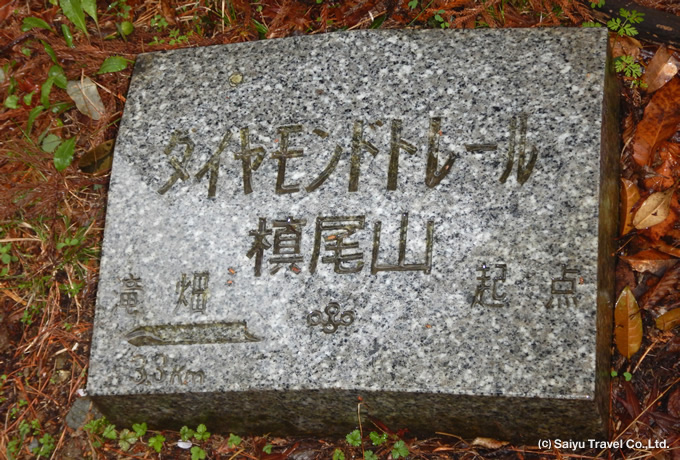 ダイヤモンドトレール
槙尾山
滝畑
起点
3.3km
(C) Saiyu Travel Co.,Ltd.